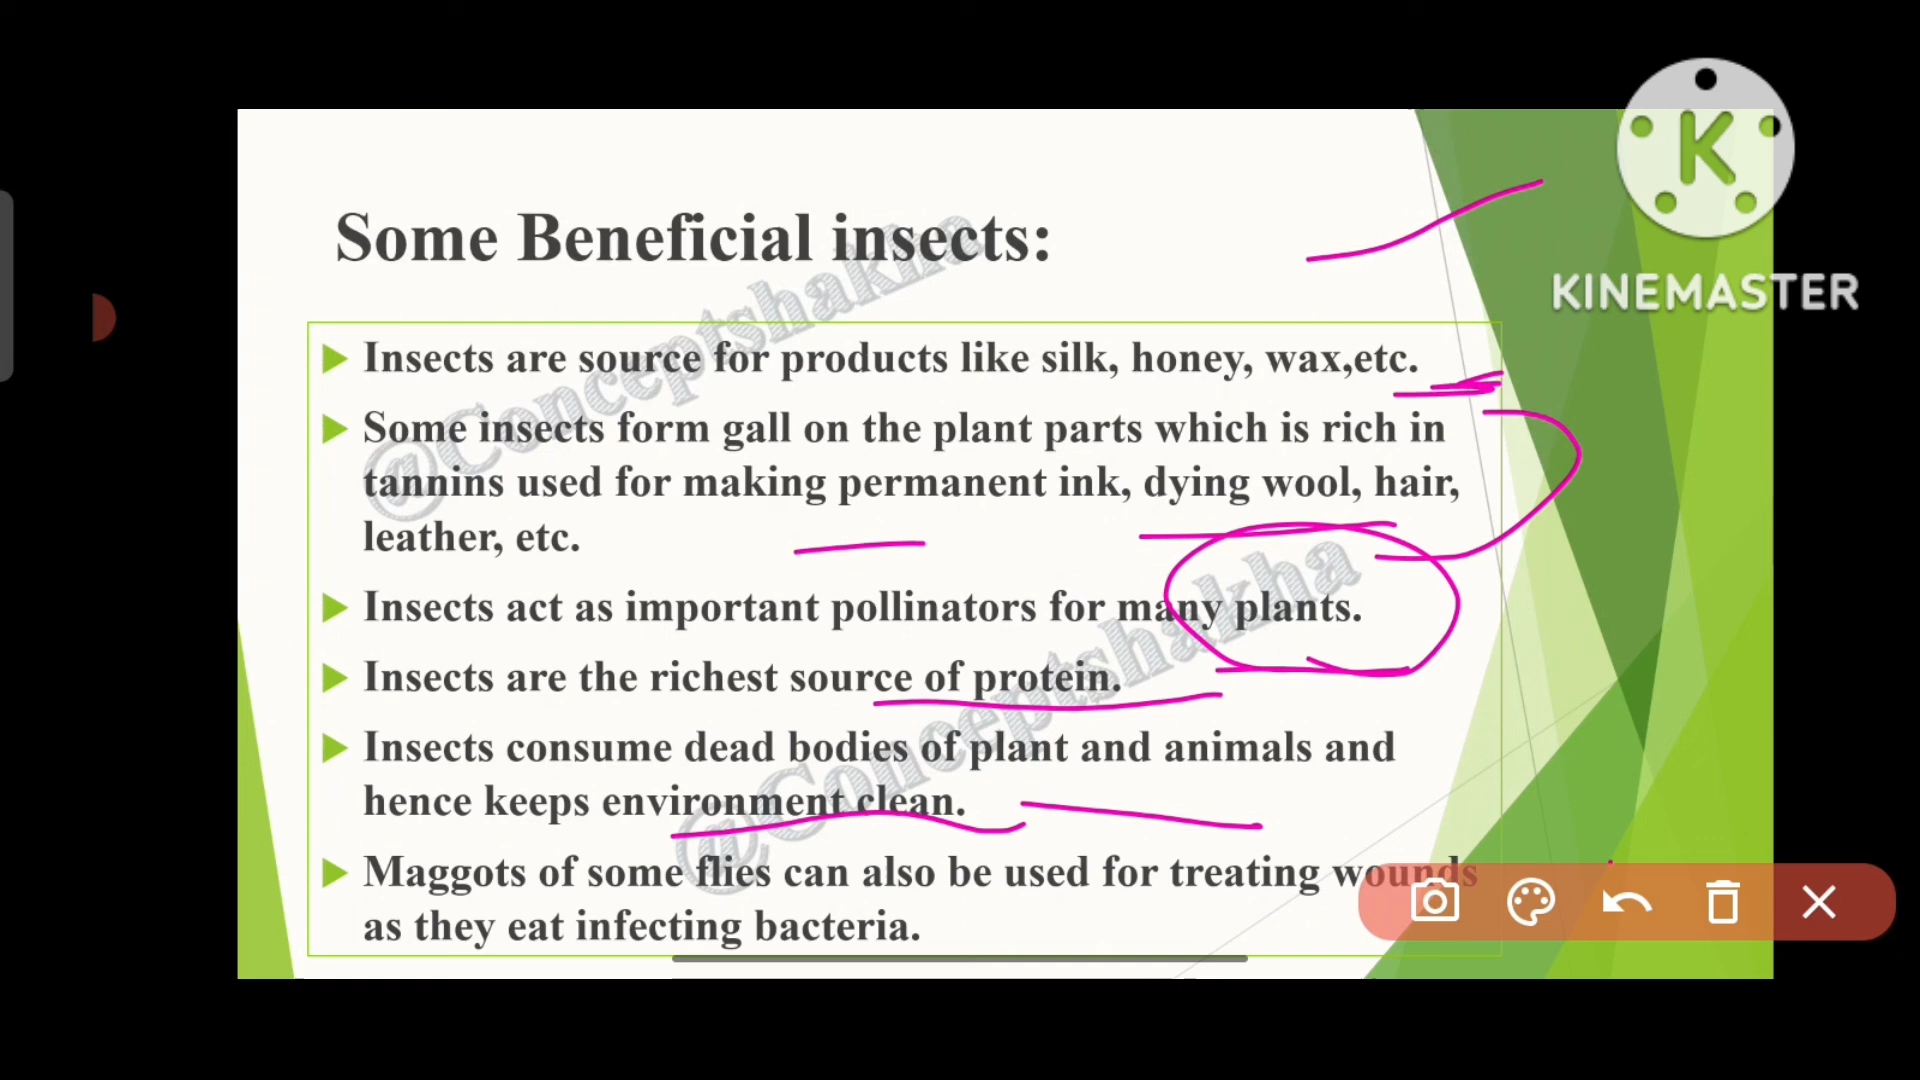 K
KINEMASTER
Some Beneficial insects:
Insects are source for products like silk, honey, wax,etc.
Some insects form gall on the plant parts which is rich in
tannins used for making permanent ink, dying wool, hair,
leather, etc.
Insects act as important pollinators for many plants.
Insects are the richest source of protein.
Insects consume dead bodies of plant and animals and
hence keeps environment clean.
Maggots of some flies can also be used for treating wounds
as they eat infecting bacteria.
@Conceptshakha
@Conceptshakha